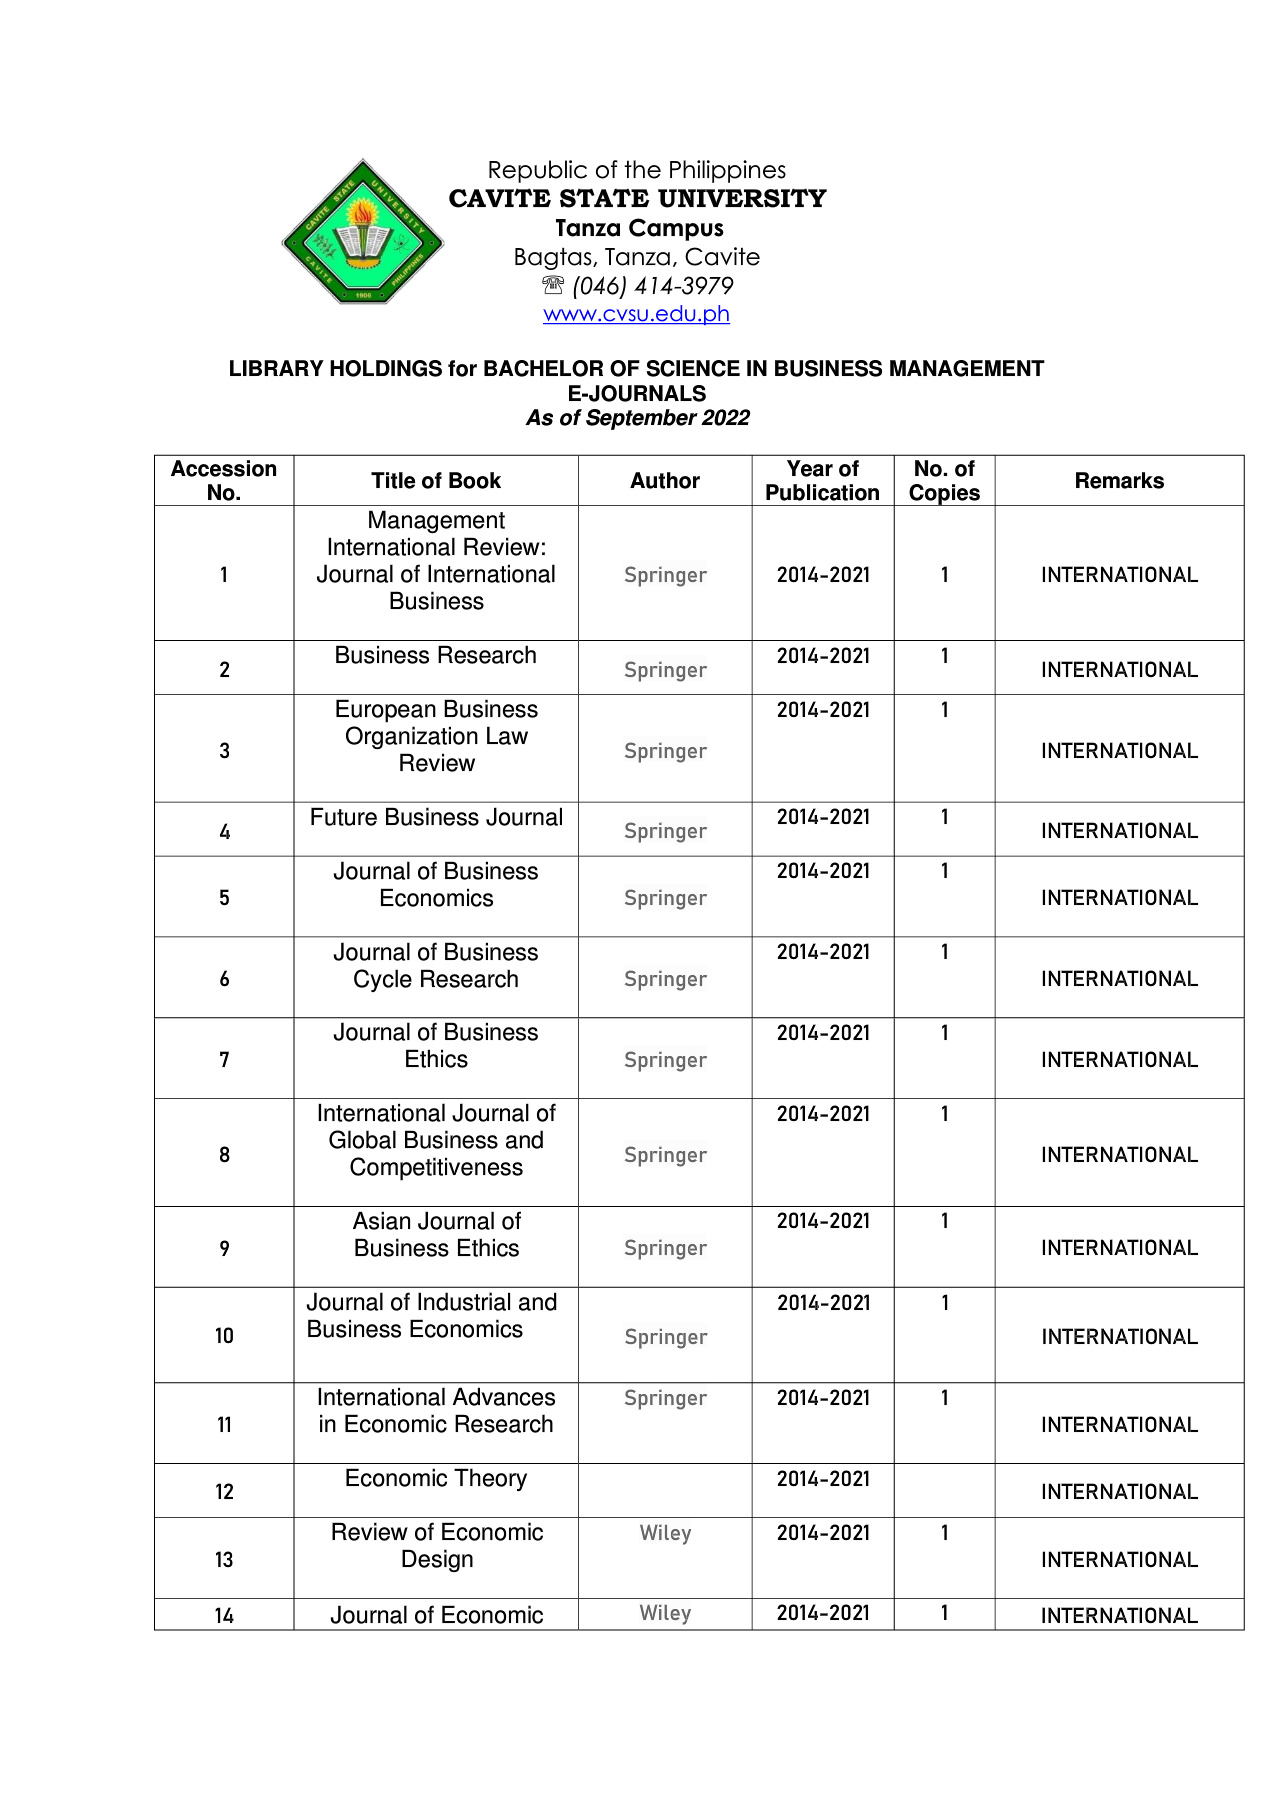 Republic of the Philippines
CAVITE STATE UNIVERSITY
Tanza Campus
Bagtas, Tanza, Cavite
☏ (046) 414-3979
www.cvsu.edu.ph
CAVITE STATE UNIVERSITY
CAVITE PHILIPPINES
1906
LIBRARY HOLDINGS for BACHELOR OF SCIENCE IN BUSINESS MANAGEMENT
E-JOURNALS
As of September 2022
Accession No. Title of Book Author Year of Publication No. of Copies Remarks
1 Management International Review: Journal of International Business Springer 2014-2021 1 INTERNATIONAL
2 Business Research Springer 2014-2021 1 INTERNATIONAL
3 European Business Organization Law Review Springer 2014-2021 1 INTERNATIONAL
4 Future Business Journal Springer 2014-2021 1 INTERNATIONAL
5 Journal of Business Economics Springer 2014-2021 1 INTERNATIONAL
6 Journal of Business Cycle Research Springer 2014-2021 1 INTERNATIONAL
7 Journal of Business Ethics Springer 2014-2021 1 INTERNATIONAL
8 International Journal of Global Business and Competitiveness Springer 2014-2021 1 INTERNATIONAL
9 Asian Journal of Business Ethics Springer 2014-2021 1 INTERNATIONAL
10 Journal of Industrial and Business Economics Springer 2014-2021 1 INTERNATIONAL
11 International Advances in Economic Research Springer 2014-2021 1 INTERNATIONAL
12 Economic Theory 2014-2021 INTERNATIONAL
13 Review of Economic Design Wiley 2014-2021 1 INTERNATIONAL
14 Journal of Economic Wiley 2014-2021 1 INTERNATIONAL